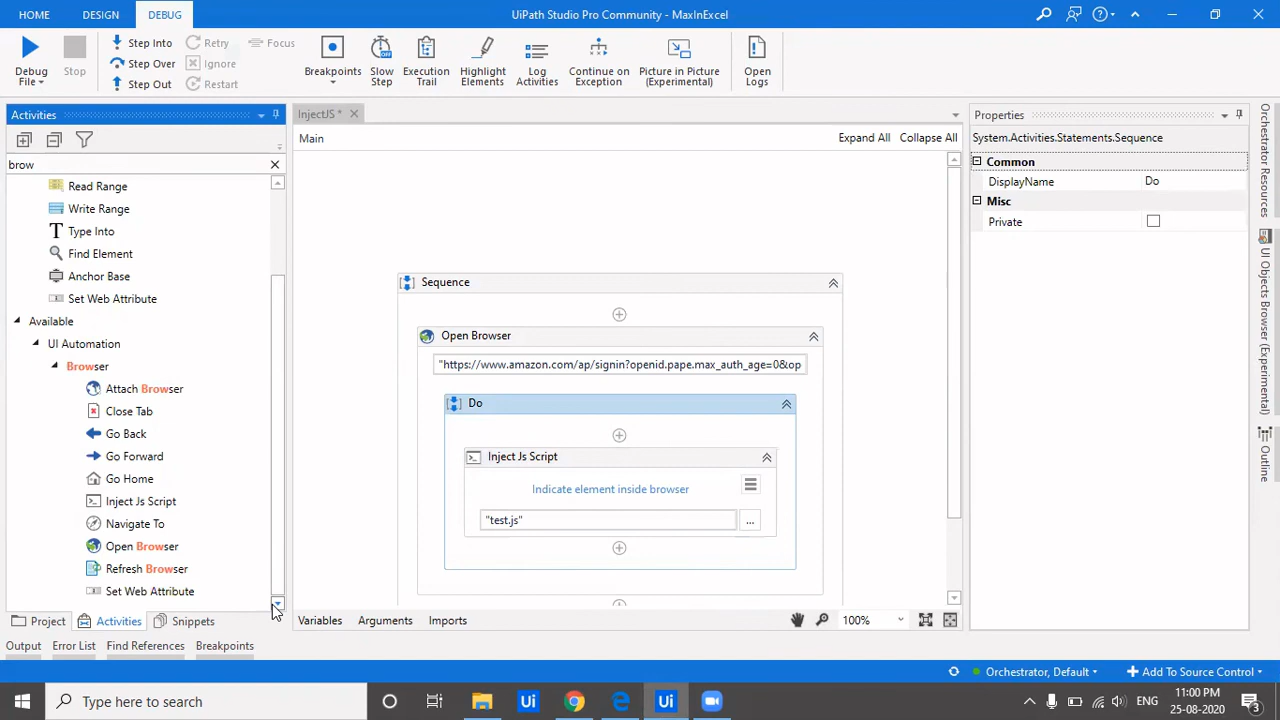 HOME
DESIGN
DEBUG
UiPath Studio Pro Community - MaxInExcel
Debug
File
Stop
Step Into
Step Over
Step Out
Retry
Ignore
Restart
Focus
Breakpoints
Slow
Step
Execution
Trail
Highlight
Elements
Log
Activities
Continue on
Exception
Picture in Picture
(Experimental)
Open
Logs
Activities
brow
Read Range
Write Range
Type Into
Find Element
Anchor Base
Set Web Attribute
Available
UI Automation
Browser
Attach Browser
Close Tab
Go Back
Go Forward
Go Home
Inject Js Script
Navigate To
Open Browser
Refresh Browser
Set Web Attribute
Project
Activities
Snippets
InjectJS *
Main
Expand All
Collapse All
Sequence
Open Browser
"https://www.amazon.com/ap/signin?openid.pape.max_auth_age=0&op
Do
Inject Js Script
Indicate element inside browser
"test.js"
...
Variables
Arguments
Imports
100%
Properties
System.Activities.Statements.Sequence
Common
DisplayName
Do
Misc
Private
Orchestrator Resources
UI Objects Browser (Experimental)
Outline
Output
Error List
Find References
Breakpoints
Orchestrator, Default
Add To Source Control
Type here to search
Ui
Ui
ENG
11:00 PM
25-08-2020
3